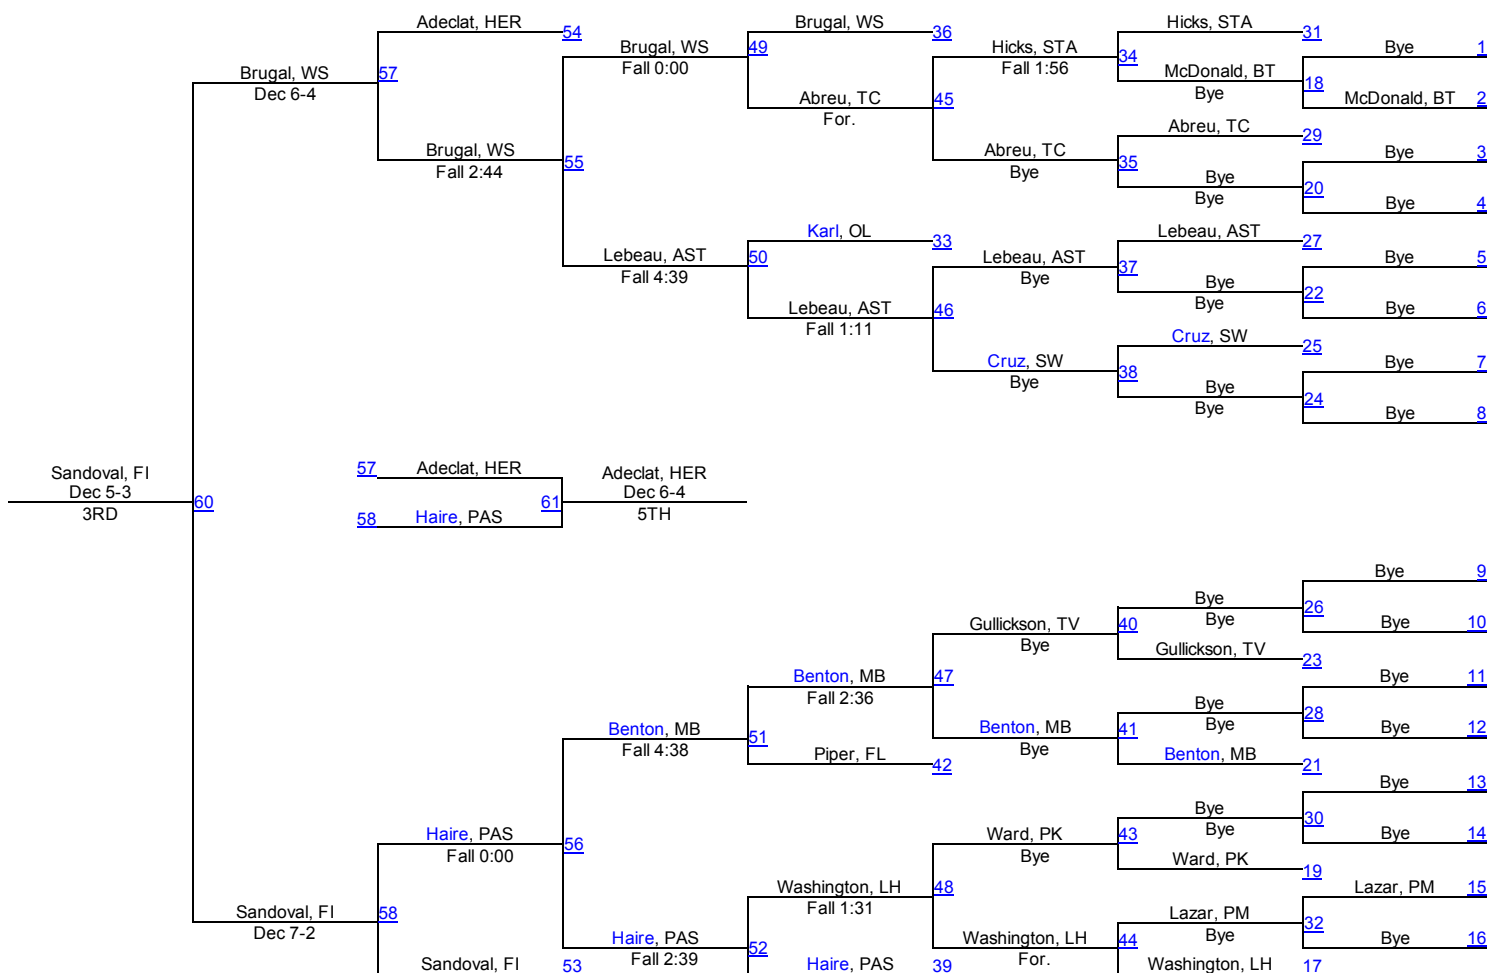 Adeclat, HER 54
Brugal, WS 36
Hicks, STA 31
Brugal, WS 49
Fall 0:00
Hicks, STA 34
Fall 1:56
Bye 1
Brugal, WS 57
Dec 6-4
McDonald, BT 18
Bye
Abreu, TC 45
For.
McDonald, BT 2
Abreu, TC 29
Brugal, WS 55
Fall 2:44
Abreu, TC 35
Bye
Bye 3
Bye 20
Bye
Bye 4
Karl, OL 33
Lebeau, AST 27
Lebeau, AST 50
Fall 4:39
Lebeau, AST 37
Bye
Bye 5
Bye 22
Bye
Lebeau, AST 46
Fall 1:11
Bye 6
Cruz, SW 25
Cruz, SW 38
Bye
Bye 7
Bye 24
Bye
Bye 8
Sandoval, FI
Dec 5-3
3RD
60
57 Adeclat, HER
61
58 Haire, PAS
Adeclat, HER
Dec 6-4
5TH
Bye 9
Bye 26
Bye
Gullickson, TV 40
Bye
Bye 10
Gullickson, TV 23
Benton, MB 47
Fall 2:36
Bye 11
Bye 28
Bye
Benton, MB 51
Fall 4:38
Benton, MB 41
Bye
Bye 12
Piper, FL 42
Benton, MB 21
Bye 13
Bye 30
Bye
Haire, PAS 56
Fall 0:00
Ward, PK 43
Bye
Bye 14
Ward, PK 19
Washington, LH 48
Fall 1:31
Lazar, PM 15
Sandoval, FI 58
Dec 7-2
Lazar, PM 32
Bye
Haire, PAS 52
Fall 2:39
Washington, LH 44
For.
Bye 16
Sandoval, FI 53
Haire, PAS 39
Washington, LH 17